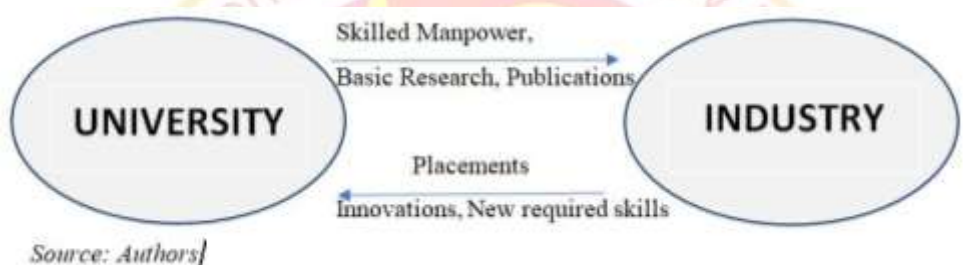 Skilled Manpower,
Basic Research, Publications
UNIVERSITY
INDUSTRY
Placements
Innovations, New required skills
Source: Authors